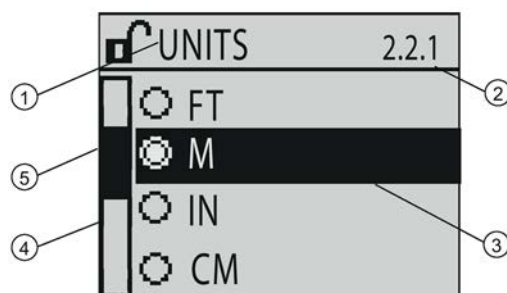 UNITS 2.2.1
① ②
FT
⑤ M
IN
④ ③
CM